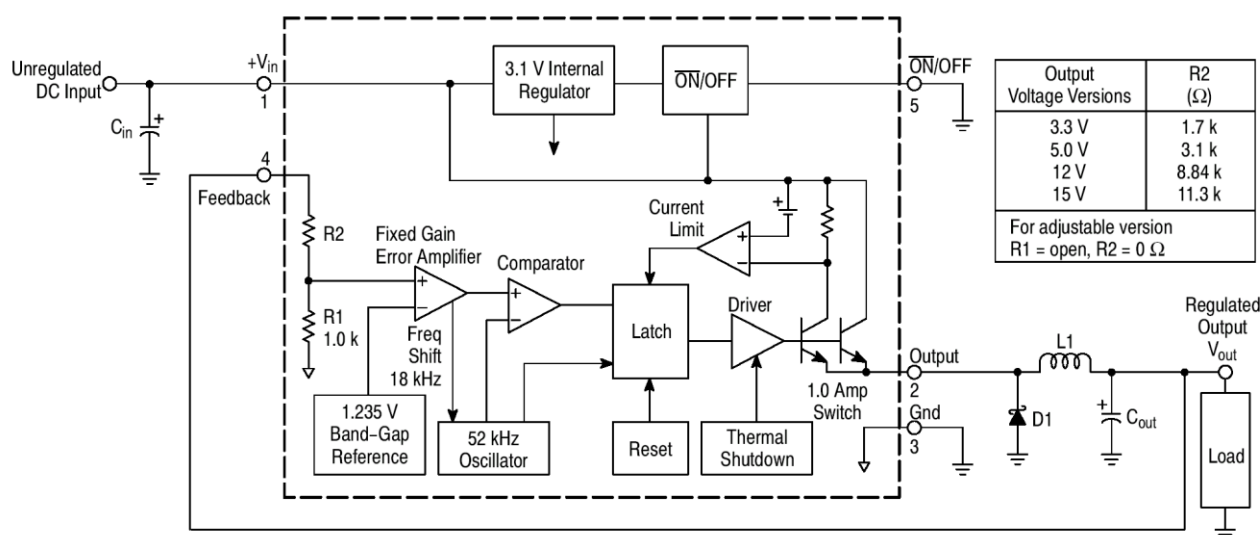 Unregulated
DC Input
+Vin
1
Cin
+
4
Feedback
3.1 V Internal
Regulator
ON/OFF
ON/OFF
5
Output
Voltage Versions
R2
(Ω)
3.3 V
1.7 k
5.0 V
3.1 k
12 V
8.84 k
15 V
11.3 k
For adjustable version
R1 = open, R2 = 0 Ω
R2
Fixed Gain
Error Amplifier
+
−
R1
1.0 k
Freq
Shift
18 kHz
Comparator
+
−
Current
Limit
+
−
+
Latch
Driver
1.0 Amp
Switch
1.235 V
Band−Gap
Reference
52 kHz
Oscillator
Reset
Thermal
Shutdown
Output
2
Gnd
3
D1
L1
+
Cout
Regulated
Output
Vout
Load